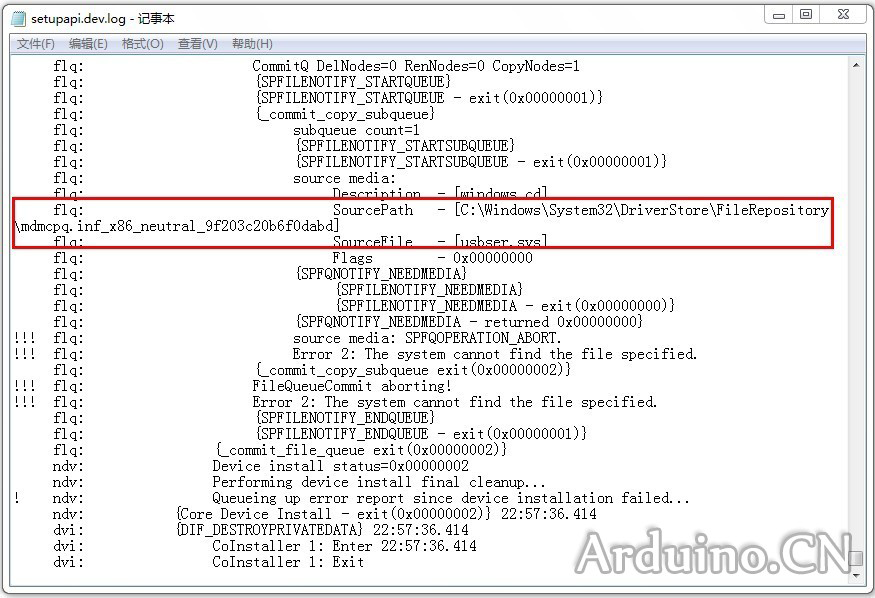 setupapi.dev.log - 记事本
文件(F) 编辑(E) 格式(O) 查看(V) 帮助(H)
flq: CommitQ DelNodes=0 RenNodes=0 CopyNodes=1
flq: {SPFILENOTIFY_STARTQUEUE}
flq: {SPFILENOTIFY_STARTQUEUE - exit(0x00000001)}
flq: {_commit_copy_subqueue}
flq: subqueue count=1
flq: {SPFILENOTIFY_STARTSUBQUEUE}
flq: {SPFILENOTIFY_STARTSUBQUEUE - exit(0x00000001)}
flq: source media:
flq: Description - [windows cd]
flq: SourcePath - [C:\Windows\System32\DriverStore\FileRepository
\mdmcpq.inf_x86_neutral_9f203c20b6f0dabd]
flq: SourceFile - [usbser.sys]
flq: Flags - 0x00000000
flq: {SPFQNOTIFY_NEEDMEDIA}
flq: {SPFILENOTIFY_NEEDMEDIA}
flq: {SPFILENOTIFY_NEEDMEDIA - exit(0x00000000)}
flq: {SPFQNOTIFY_NEEDMEDIA - returned 0x00000000}
!!! flq: source media: SPFQOPERATION_ABORT.
!!! flq: Error 2: The system cannot find the file specified.
flq: {_commit_copy_subqueue exit(0x00000002)}
!!! flq: FileQueueCommit aborting!
!!! flq: Error 2: The system cannot find the file specified.
flq: {SPFILENOTIFY_ENDQUEUE}
flq: {SPFILENOTIFY_ENDQUEUE - exit(0x00000001)}
flq: {_commit_file_queue exit(0x00000002)}
ndv: Device install status=0x00000002
ndv: Performing device install final cleanup...
! ndv: Queueing up error report since device installation failed...
ndv: {Core Device Install - exit(0x00000002)} 22:57:36.414
dvi: {DIF_DESTROYPRIVATEDATA} 22:57:36.414
dvi: CoInstaller 1: Enter 22:57:36.414
dvi: CoInstaller 1: Exit
Arduino.CN